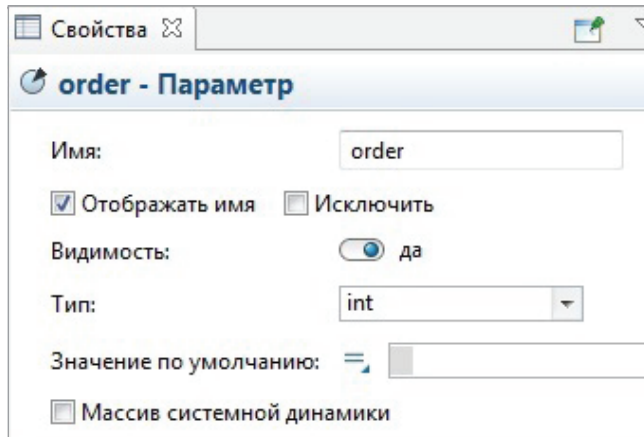 Свойства
order - Параметр
Имя: order
Отображать имя Исключить
Видимость: да
Тип: int
Значение по умолчанию:
Массив системной динамики